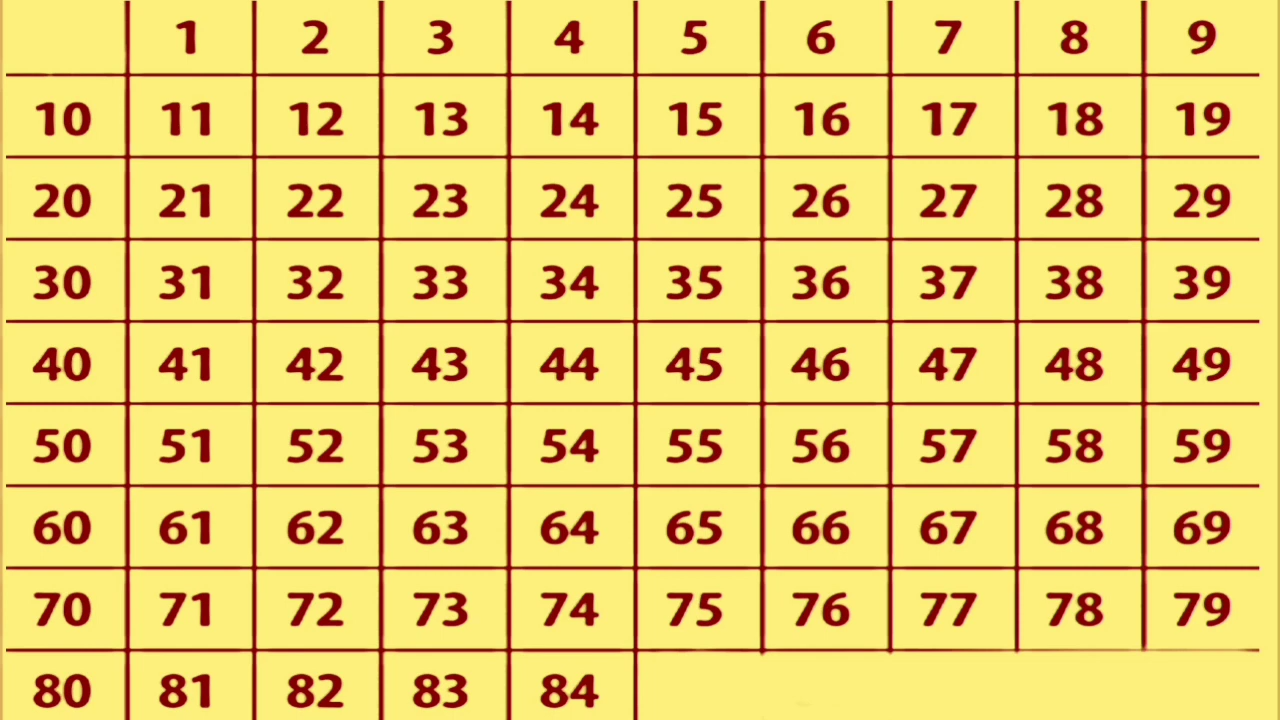 1 2 3 4 5 6 7 8 9
10 11 12 13 14 15 16 17 18 19
20 21 22 23 24 25 26 27 28 29
30 31 32 33 34 35 36 37 38 39
40 41 42 43 44 45 46 47 48 49
50 51 52 53 54 55 56 57 58 59
60 61 62 63 64 65 66 67 68 69
70 71 72 73 74 75 76 77 78 79
80 81 82 83 84